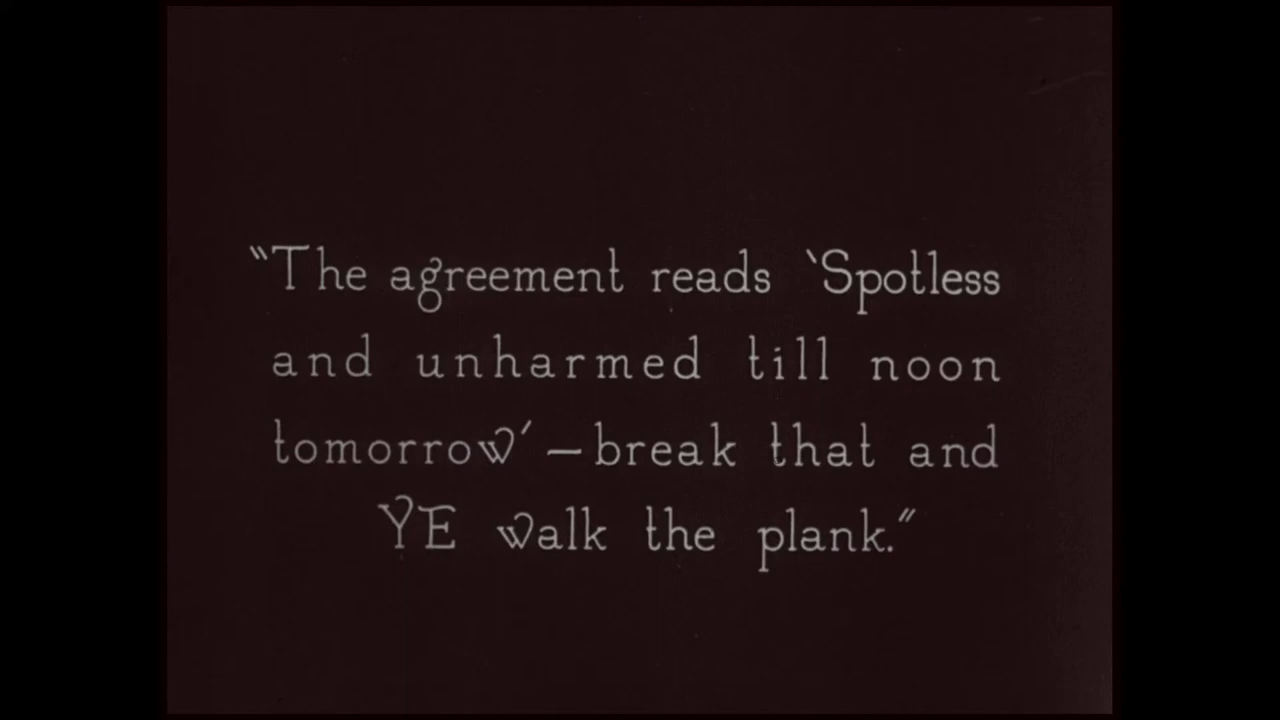 “The agreement reads ‘Spotless
and unharmed till noon
tomorrow’—break that and
YE walk the plank.”